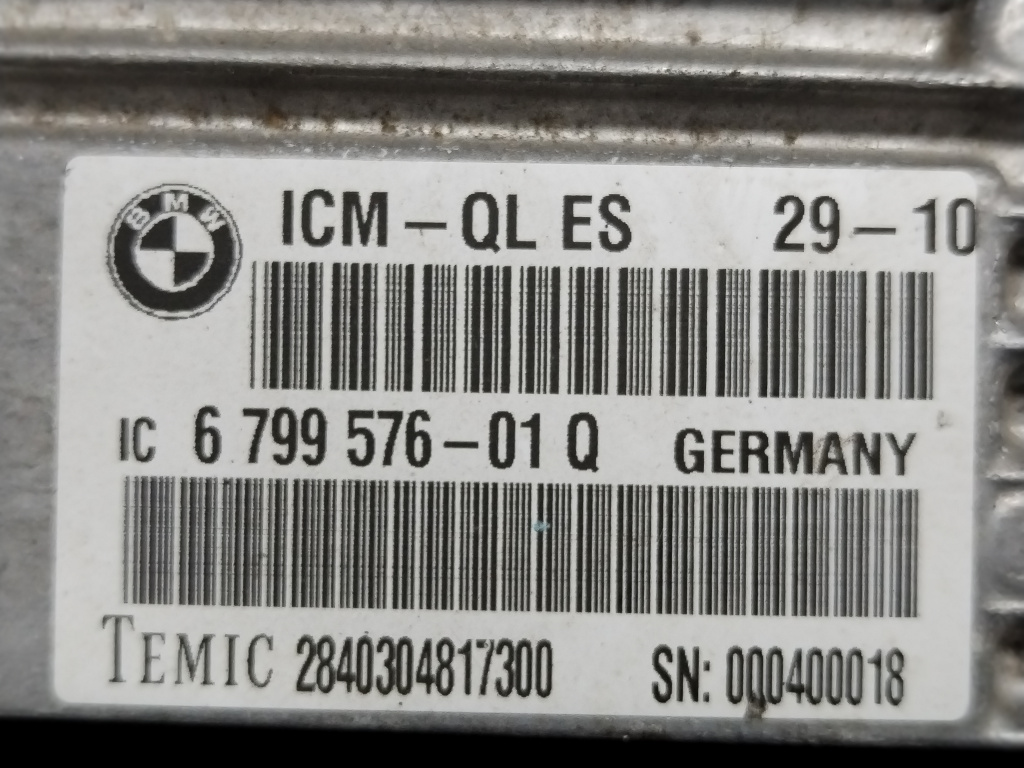 BMW
ICM-QL ES 29-10
IC 6 799 576-01 Q GERMANY
TEMIC 2840304817300 SN: 000400018